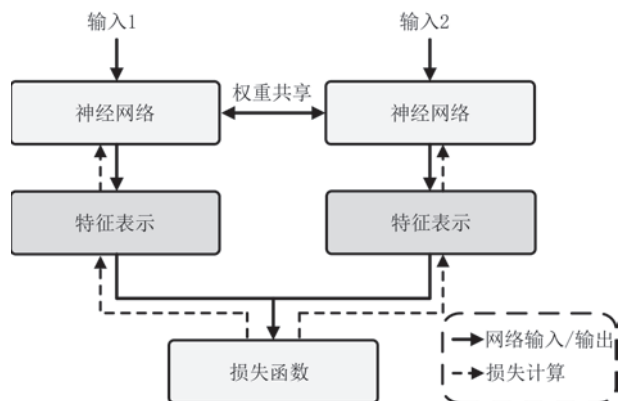 输入1
输入2
权重共享
神经网络
神经网络
特征表示
特征表示
网络输入/输出
损失函数
损失计算